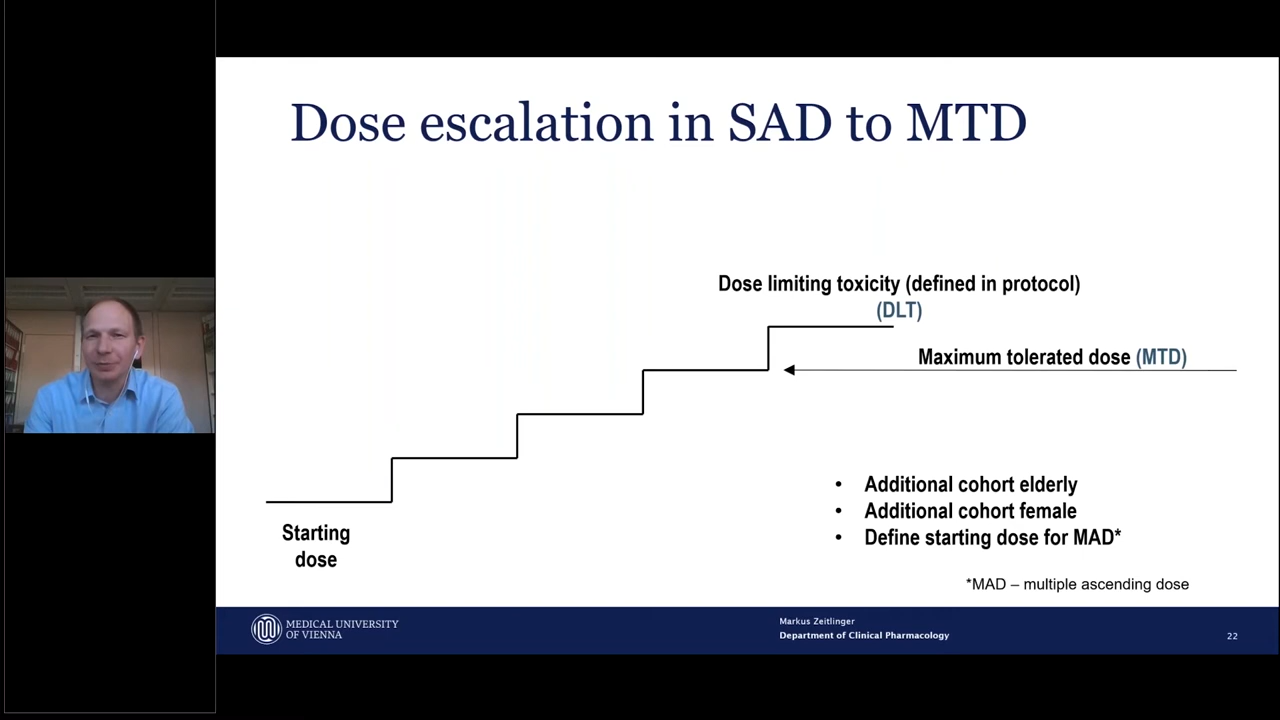 Dose escalation in SAD to MTD
Dose limiting toxicity (defined in protocol)
(DLT)
Maximum tolerated dose (MTD)
• Additional cohort elderly
• Additional cohort female
• Define starting dose for MAD*
Starting
dose
*MAD – multiple ascending dose
MEDICAL UNIVERSITY
OF VIENNA
Markus Zeitlinger
Department of Clinical Pharmacology
22